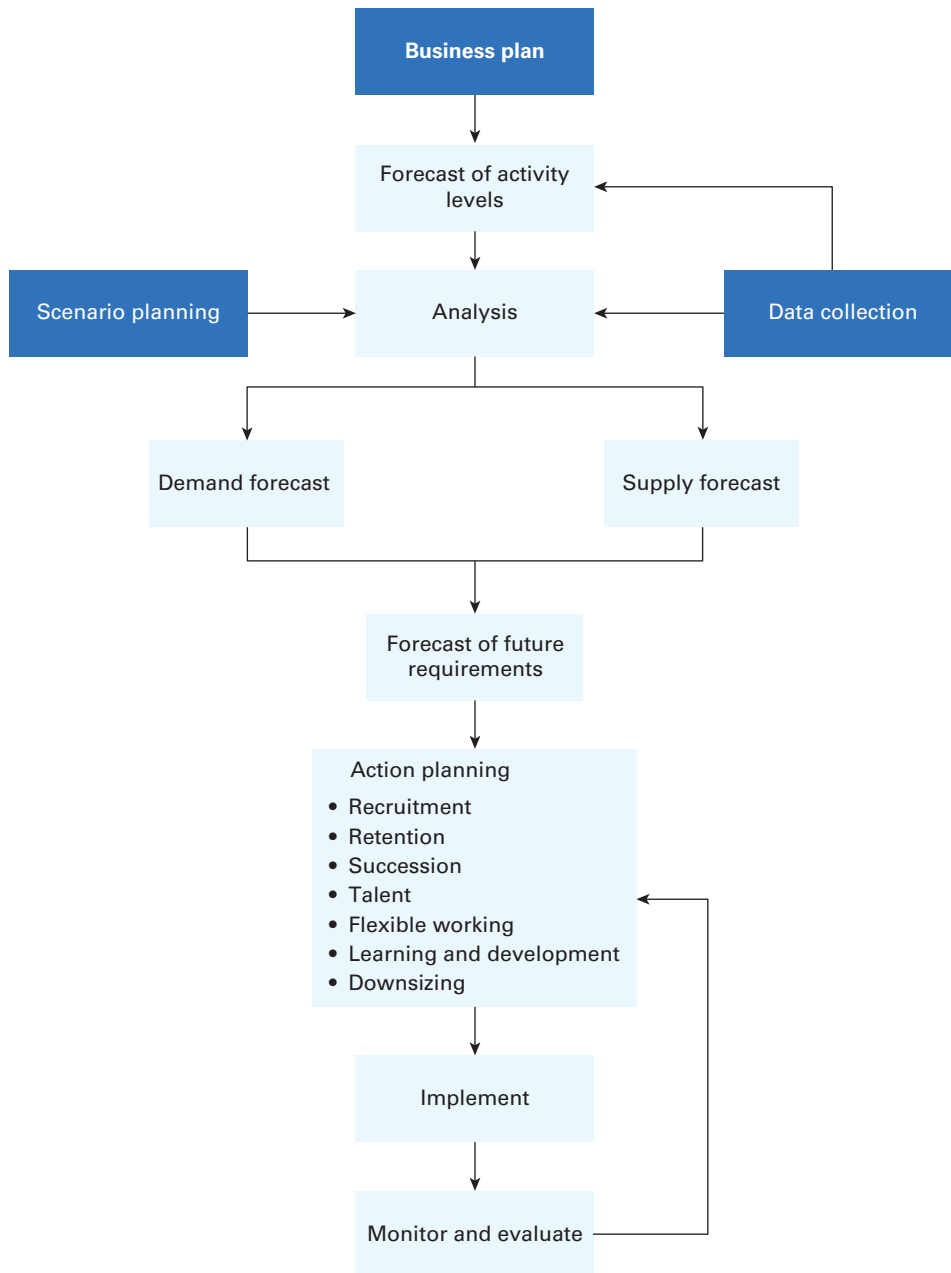 Business plan
Forecast of activity
levels
Scenario planning
Analysis
Data collection
Demand forecast
Supply forecast
Forecast of future
requirements
Action planning
• Recruitment
• Retention
• Succession
• Talent
• Flexible working
• Learning and development
• Downsizing
Implement
Monitor and evaluate